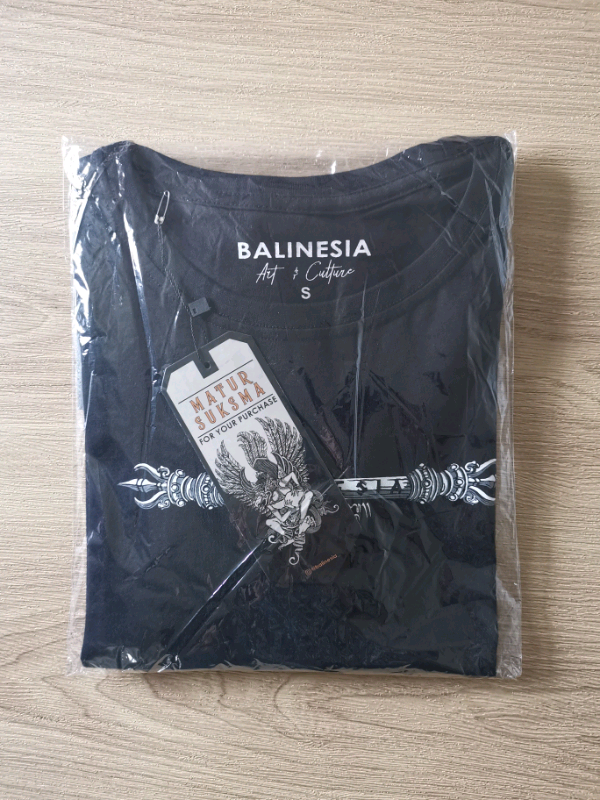 BALINESIA
Art & Culture
S
MATUR
SUKSMA
FOR YOUR PURCHASE